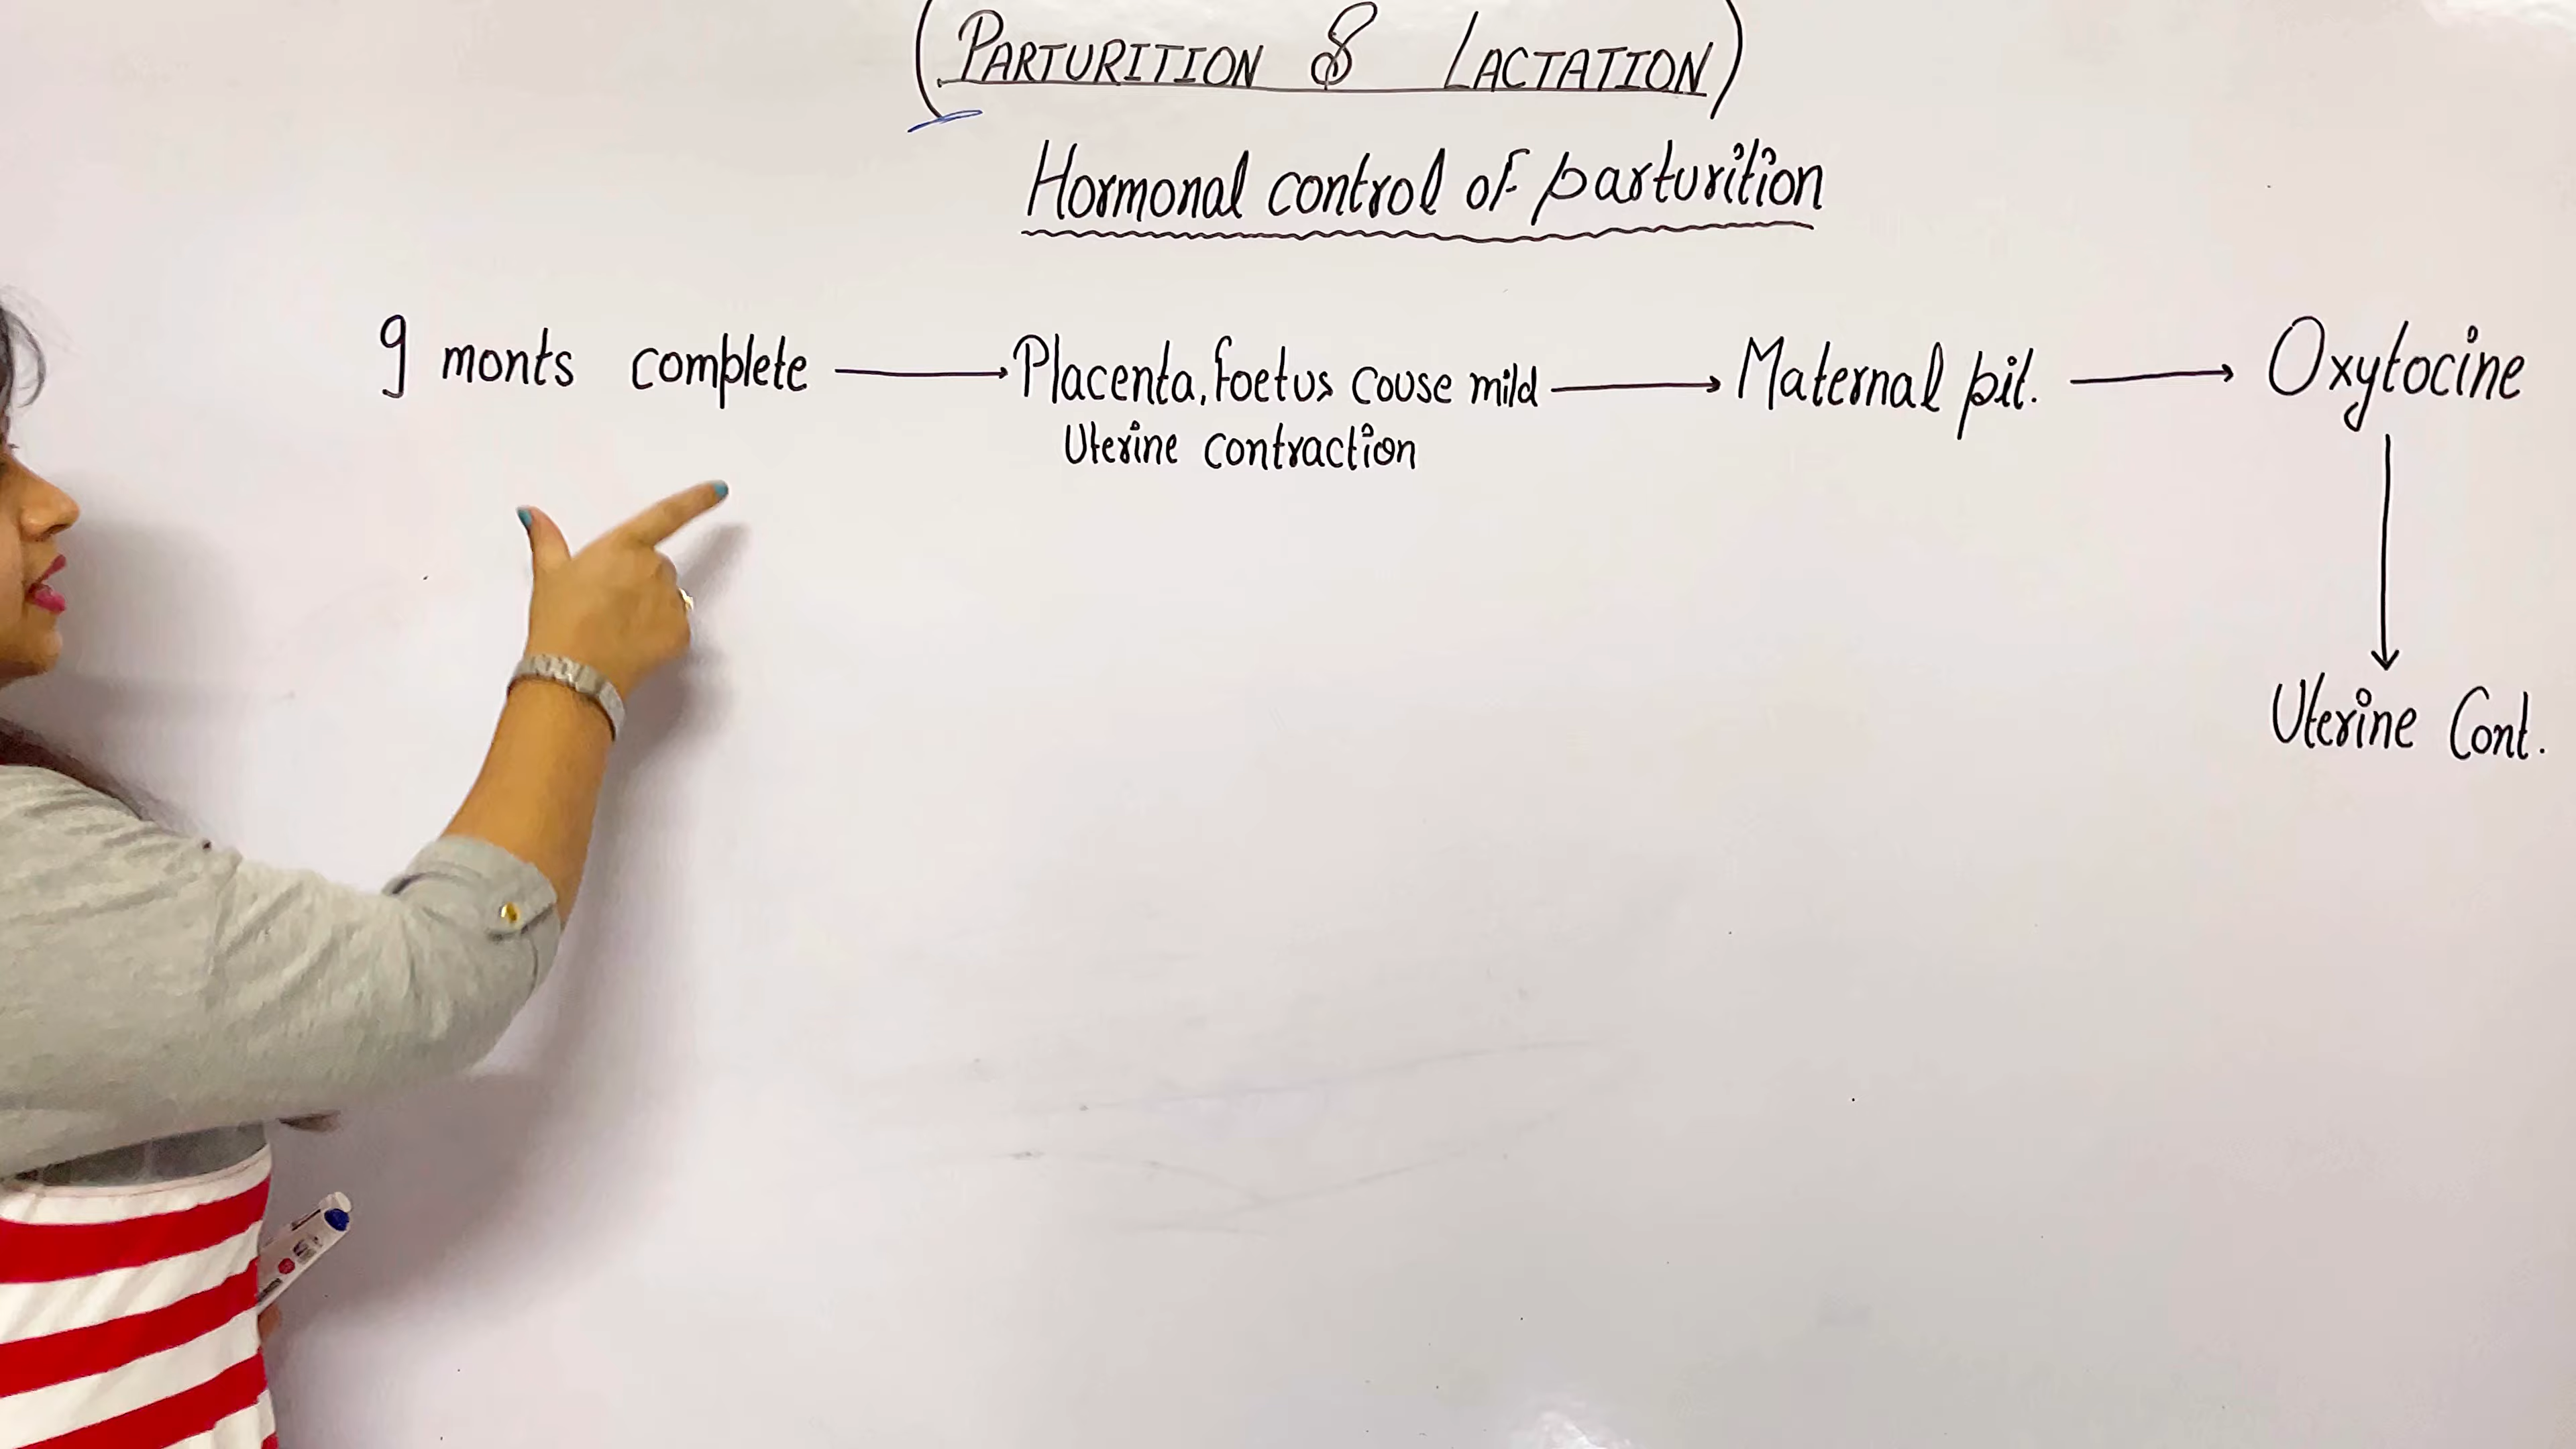 (PARTURITION & LACTATION)
Hormonal control of parturition
9 monts complete → Placenta, foetus couse mild → Maternal pit. → Oxytocine
Uterine contraction
Uterine Cont.